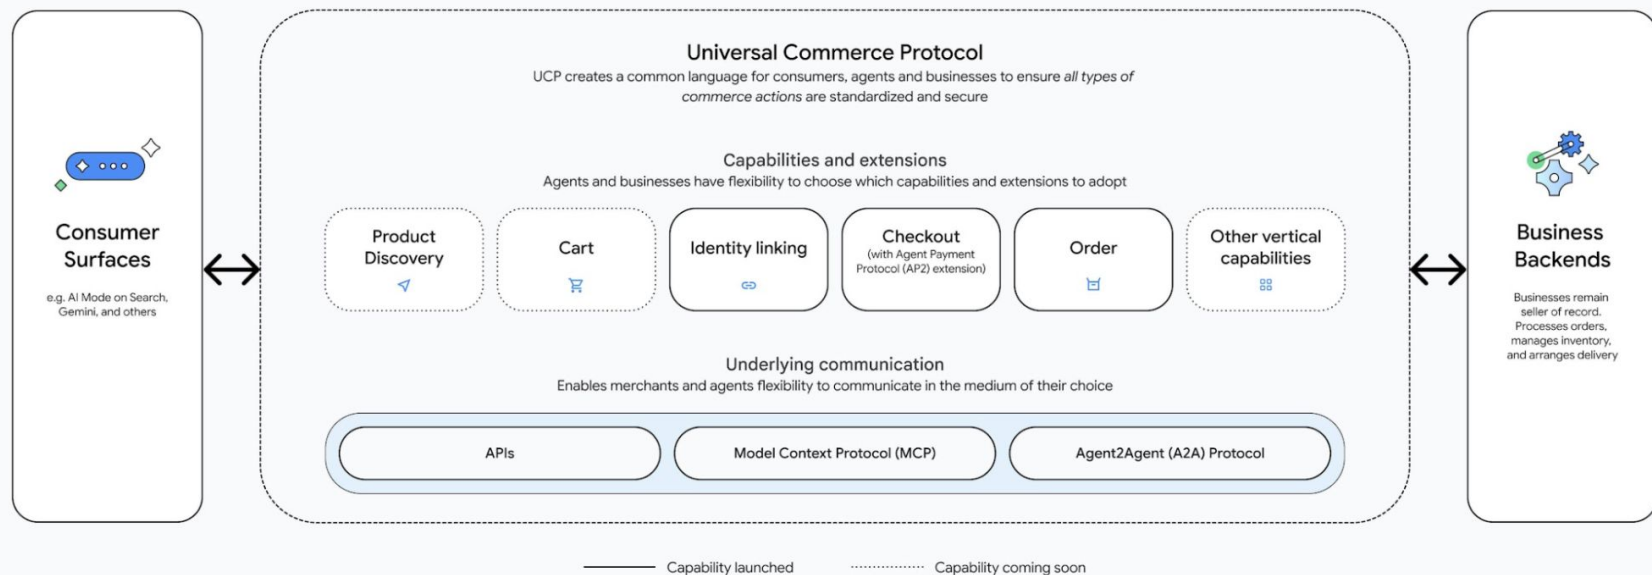 Universal Commerce Protocol
UCP creates a common language for consumers, agents and businesses to ensure all types of
commerce actions are standardized and secure
Consumer
Surfaces
e.g. AI Mode on Search,
Gemini, and others
Capabilities and extensions
Agents and businesses have flexibility to choose which capabilities and extensions to adopt
Product
Discovery
Cart
Identity linking
Checkout
(with Agent Payment
Protocol (AP2) extension)
Order
Other vertical
capabilities
Underlying communication
Enables merchants and agents flexibility to communicate in the medium of their choice
APIs
Model Context Protocol (MCP)
Agent2Agent (A2A) Protocol
Business
Backends
Businesses remain
seller of record.
Processes orders,
manages inventory,
and arranges delivery
Capability launched
Capability coming soon